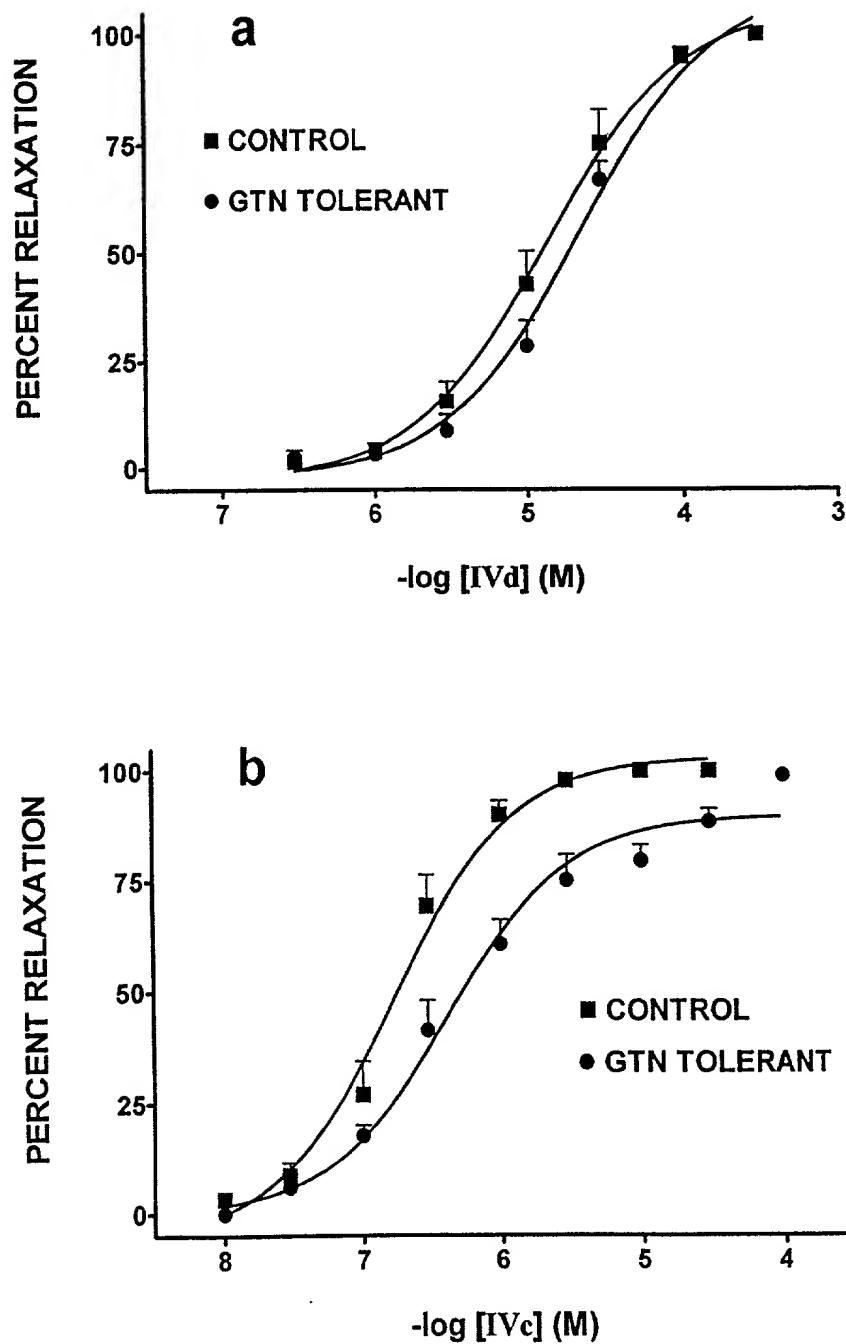 a
100
75
50
25
0
PERCENT RELAXATION
CONTROL
GTN TOLERANT
7 6 5 4 3
-log [IVd] (M)
b
100
75
50
25
0
PERCENT RELAXATION
CONTROL
GTN TOLERANT
8 7 6 5 4
-log [IVc] (M)